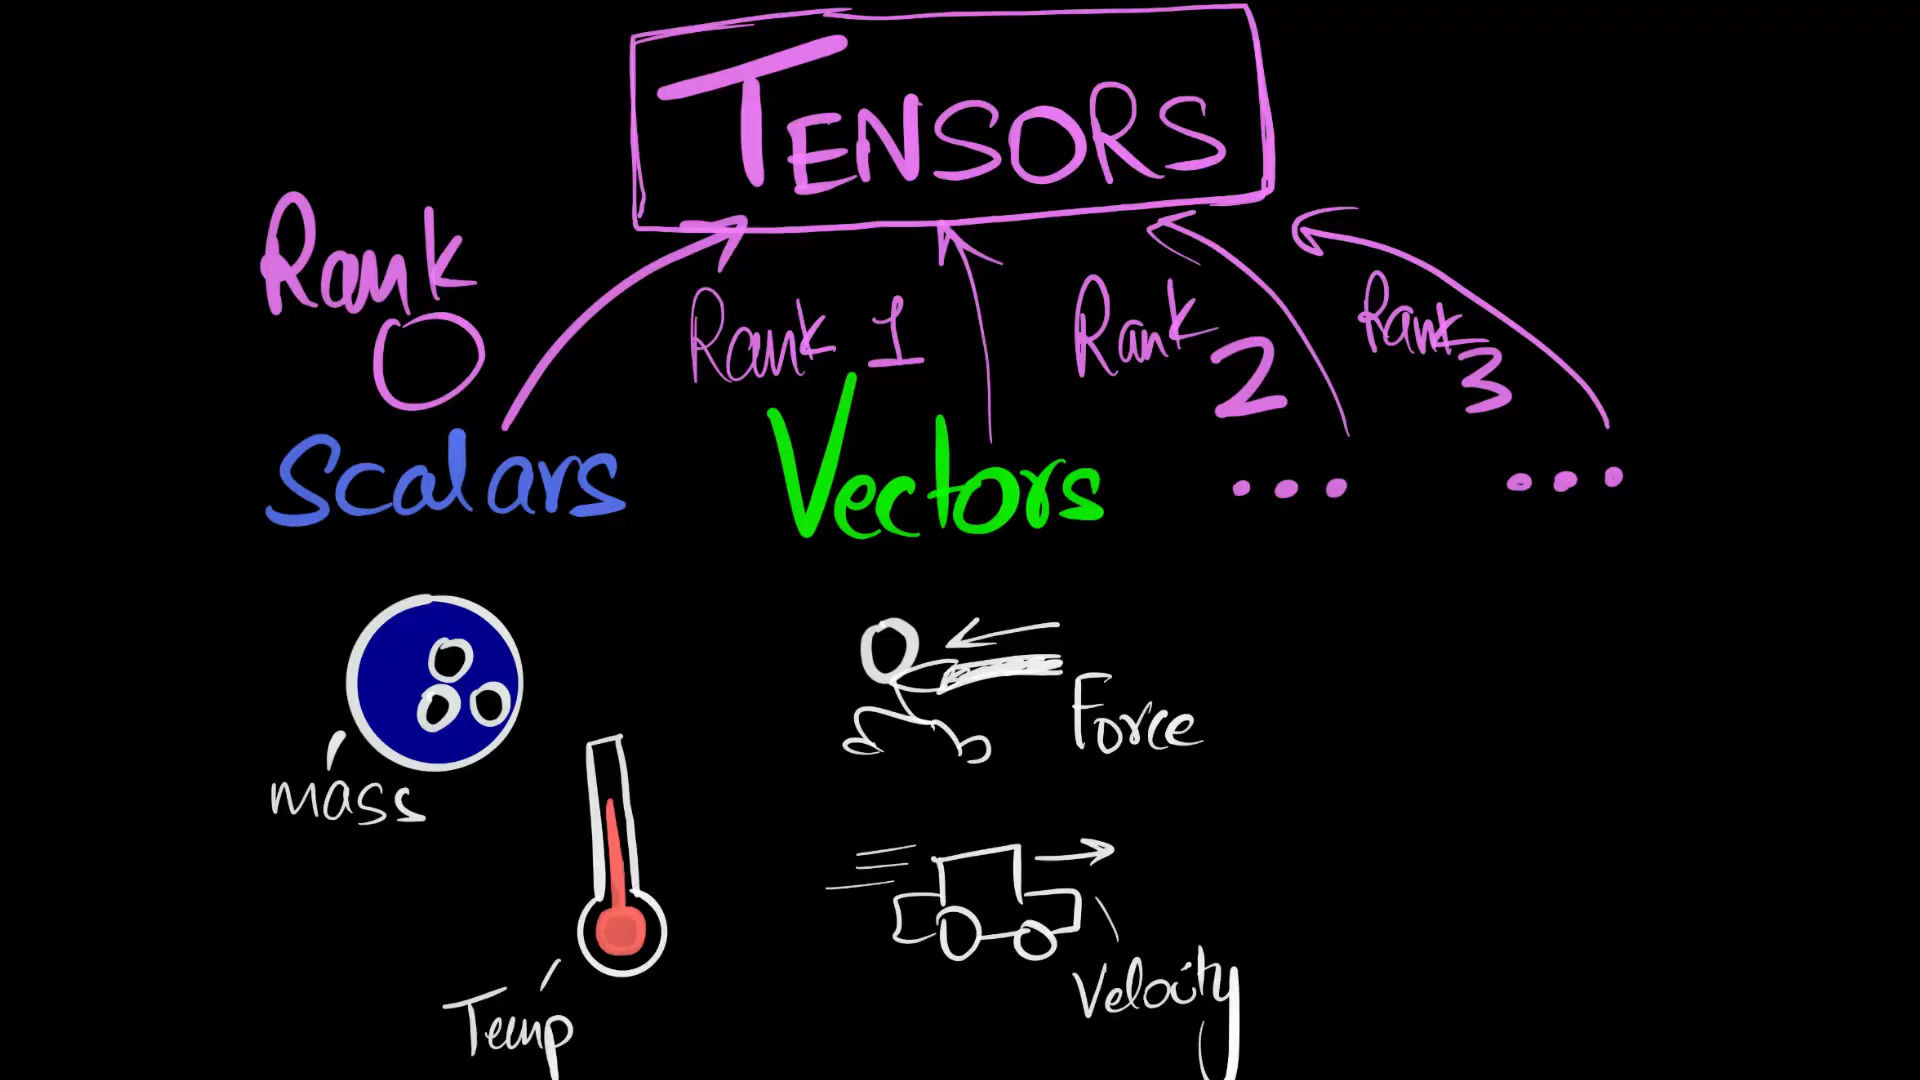 TENSORS
Rank 0
Rank 1
Rank 2
Rank 3
Scalars
Vectors
...
...
mass
Temp
Force
Velocity